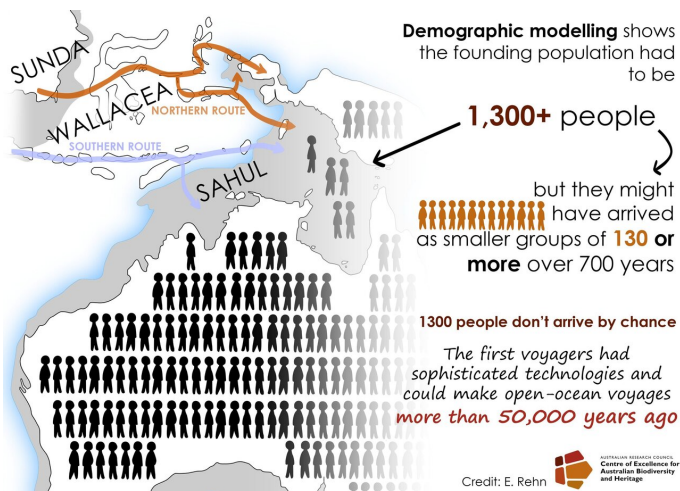 SUNDA
WALLACEA
NORTHERN ROUTE
SOUTHERN ROUTE
SAHUL
Demographic modelling shows
the founding population had
to be
1,300+ people
but they might
have arrived
as smaller groups of 130 or
more over 700 years
1300 people don't arrive by chance
The first voyagers had
sophisticated technologies and
could make open-ocean voyages
more than 50,000 years ago
Credit: E. Rehn
AUSTRALIAN RESEARCH COUNCIL
Centre of Excellence for
Australian Biodiversity
and Heritage